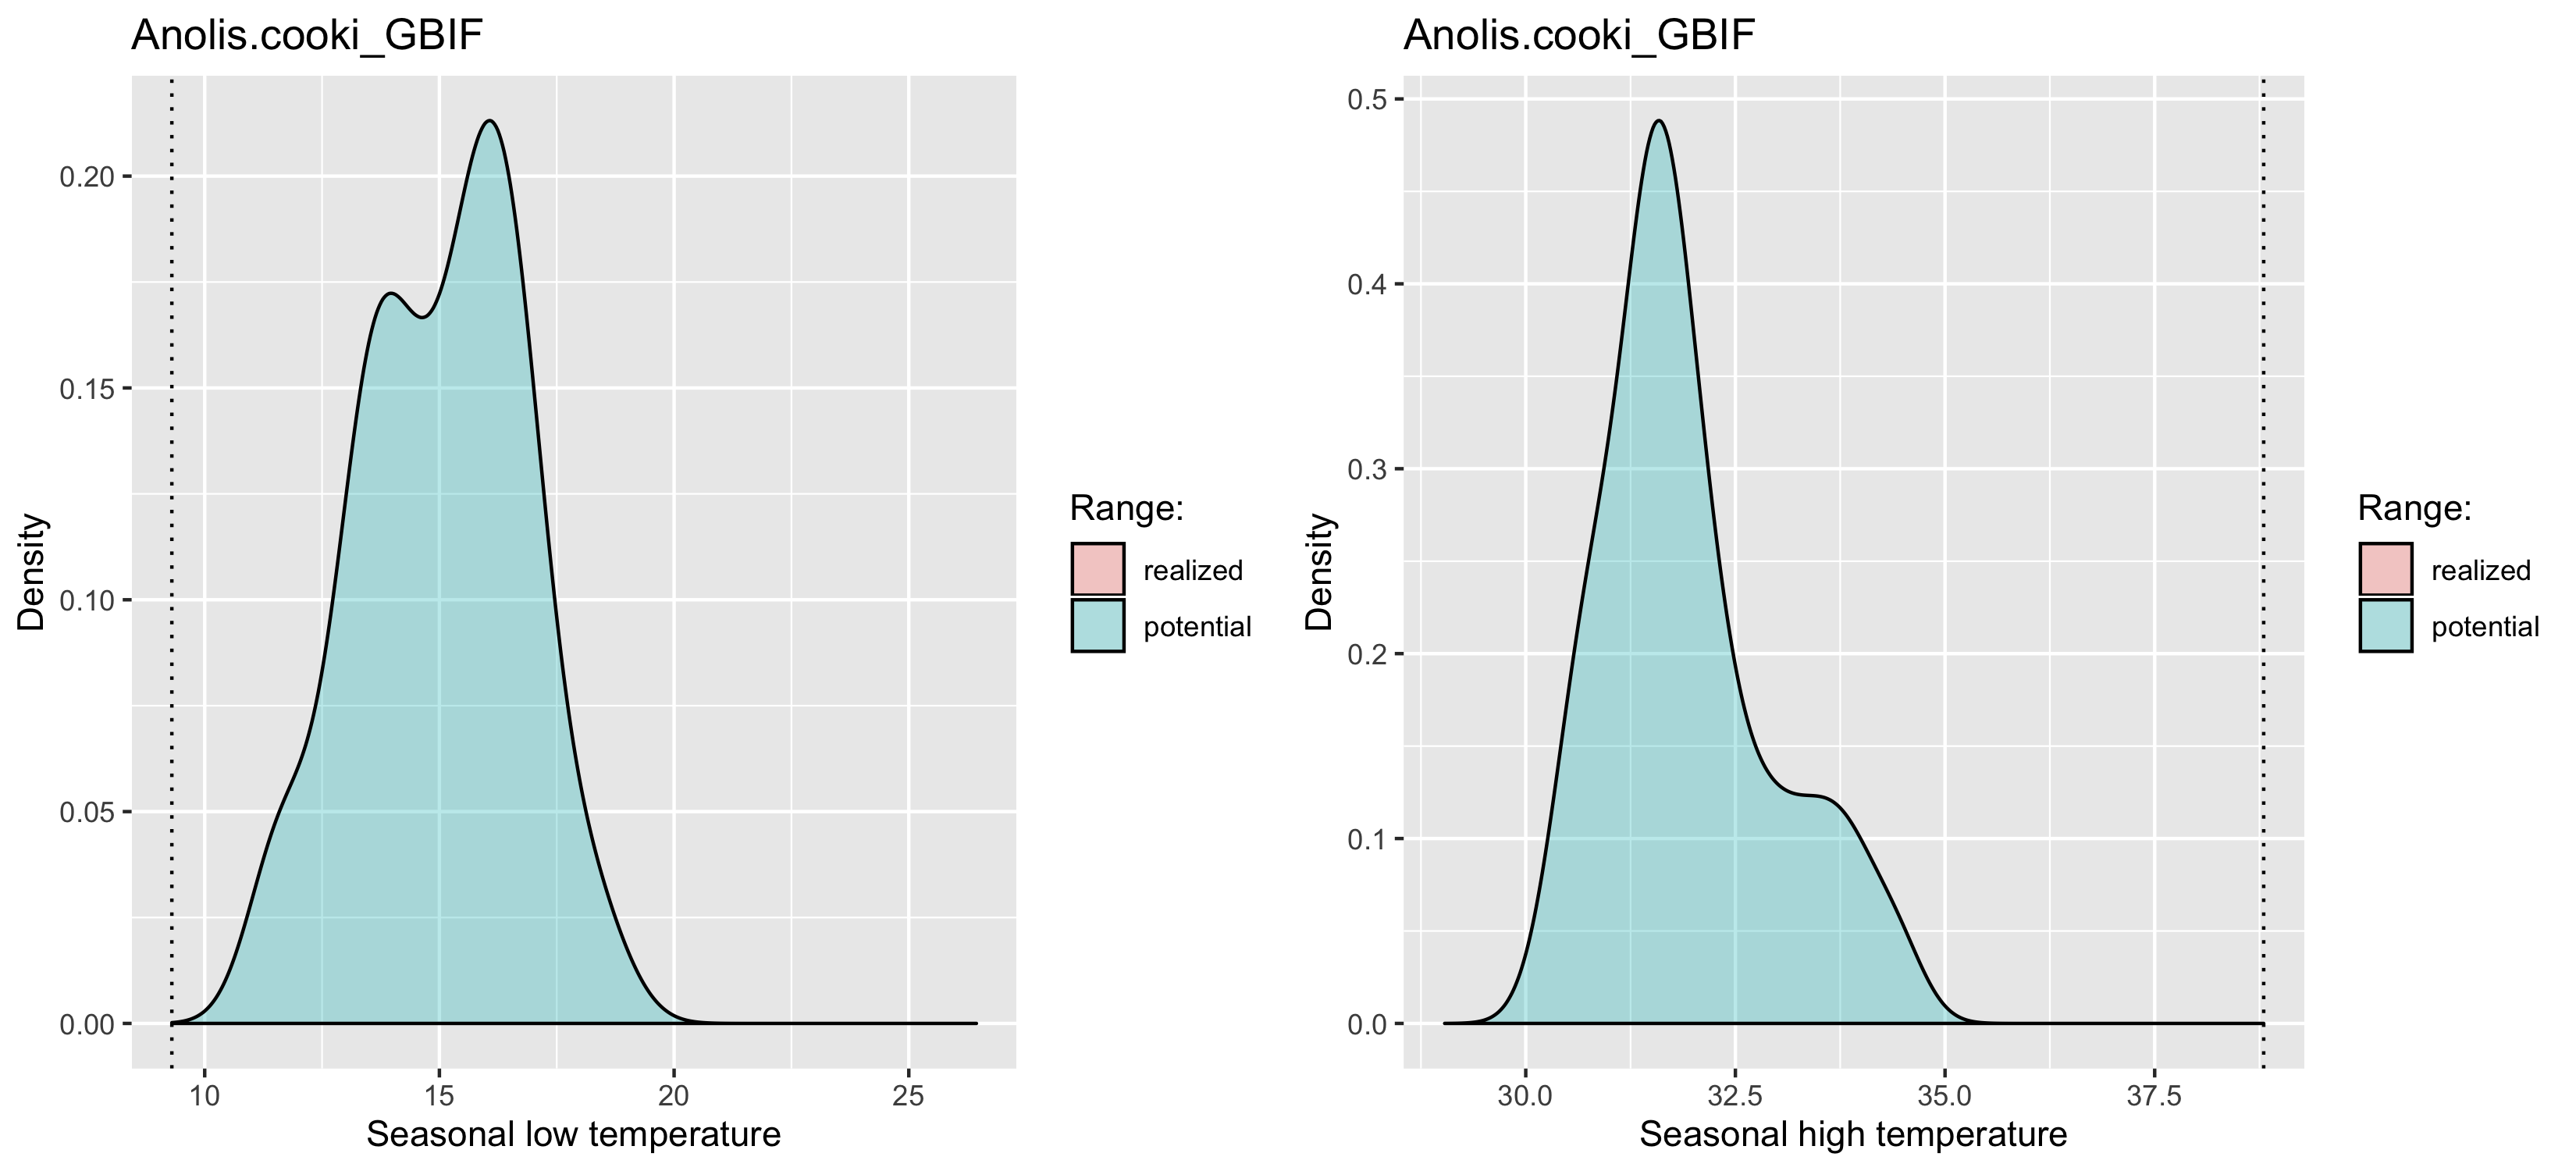 Anolis.cooki_GBIF
0.20
0.15
0.10
0.05
0.00
Density
10 15 20 25
Seasonal low temperature
Range:
realized
potential
Anolis.cooki_GBIF
0.5
0.4
0.3
0.2
0.1
0.0
Density
30.0 32.5 35.0 37.5
Seasonal high temperature
Range:
realized
potential